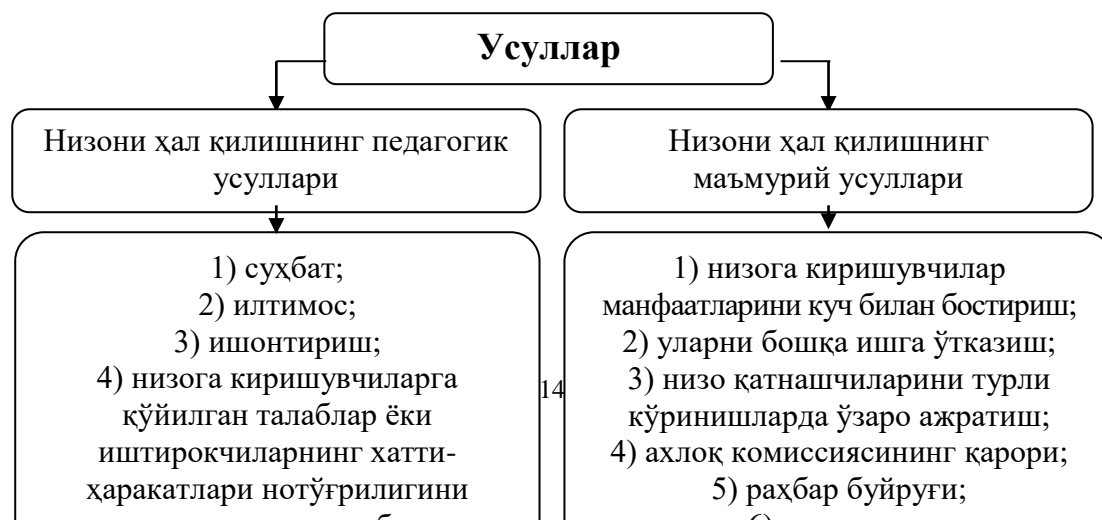 Усуллар
Низони ҳал қилишнинг педагогик
усуллари
Низони ҳал қилишнинг
маъмурий усуллари
1) суҳбат;
2) илтимос;
3) ишонтириш;
4) низога киришувчиларга
қўйилган талаблар ёки
иштирокчиларнинг хатти-
ҳаракатлари нотўғрилигини
14
1) низога киришувчилар
манфаатларини куч билан бостириш;
2) уларни бошқа ишга ўтказиш;
3) низо қатнашчиларини турли
кўринишларда ўзаро ажратиш;
4) ахлоқ комиссиясининг қарори;
5) раҳбар буйруғи;